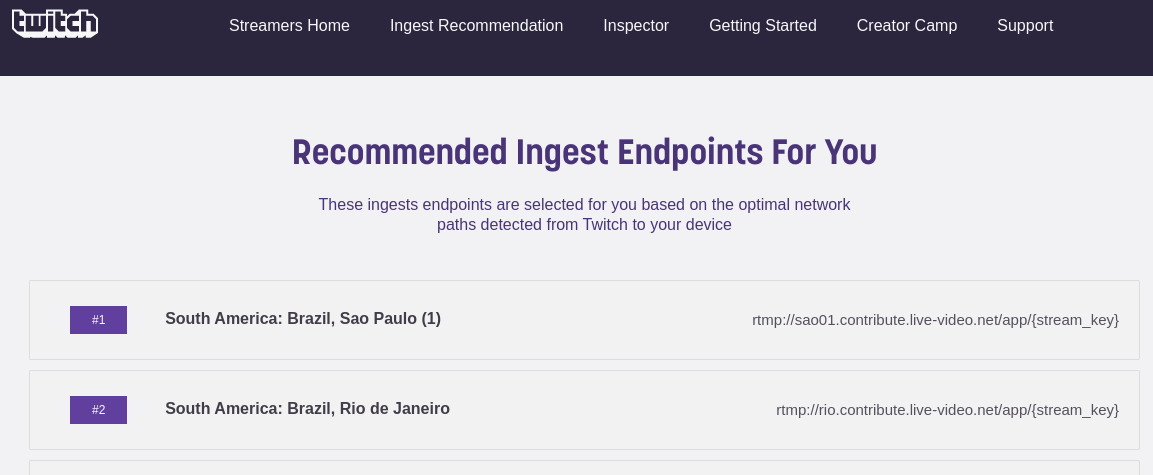 twitch
Streamers Home
Ingest Recommendation
Inspector
Getting Started
Creator Camp
Support
Recommended Ingest Endpoints For You
These ingests endpoints are selected for you based on the optimal network
paths detected from Twitch to your device
#1
South America: Brazil, Sao Paulo (1)
rtmp://sao01.contribute.live-video.net/app/{stream_key}
#2
South America: Brazil, Rio de Janeiro
rtmp://rio.contribute.live-video.net/app/{stream_key}